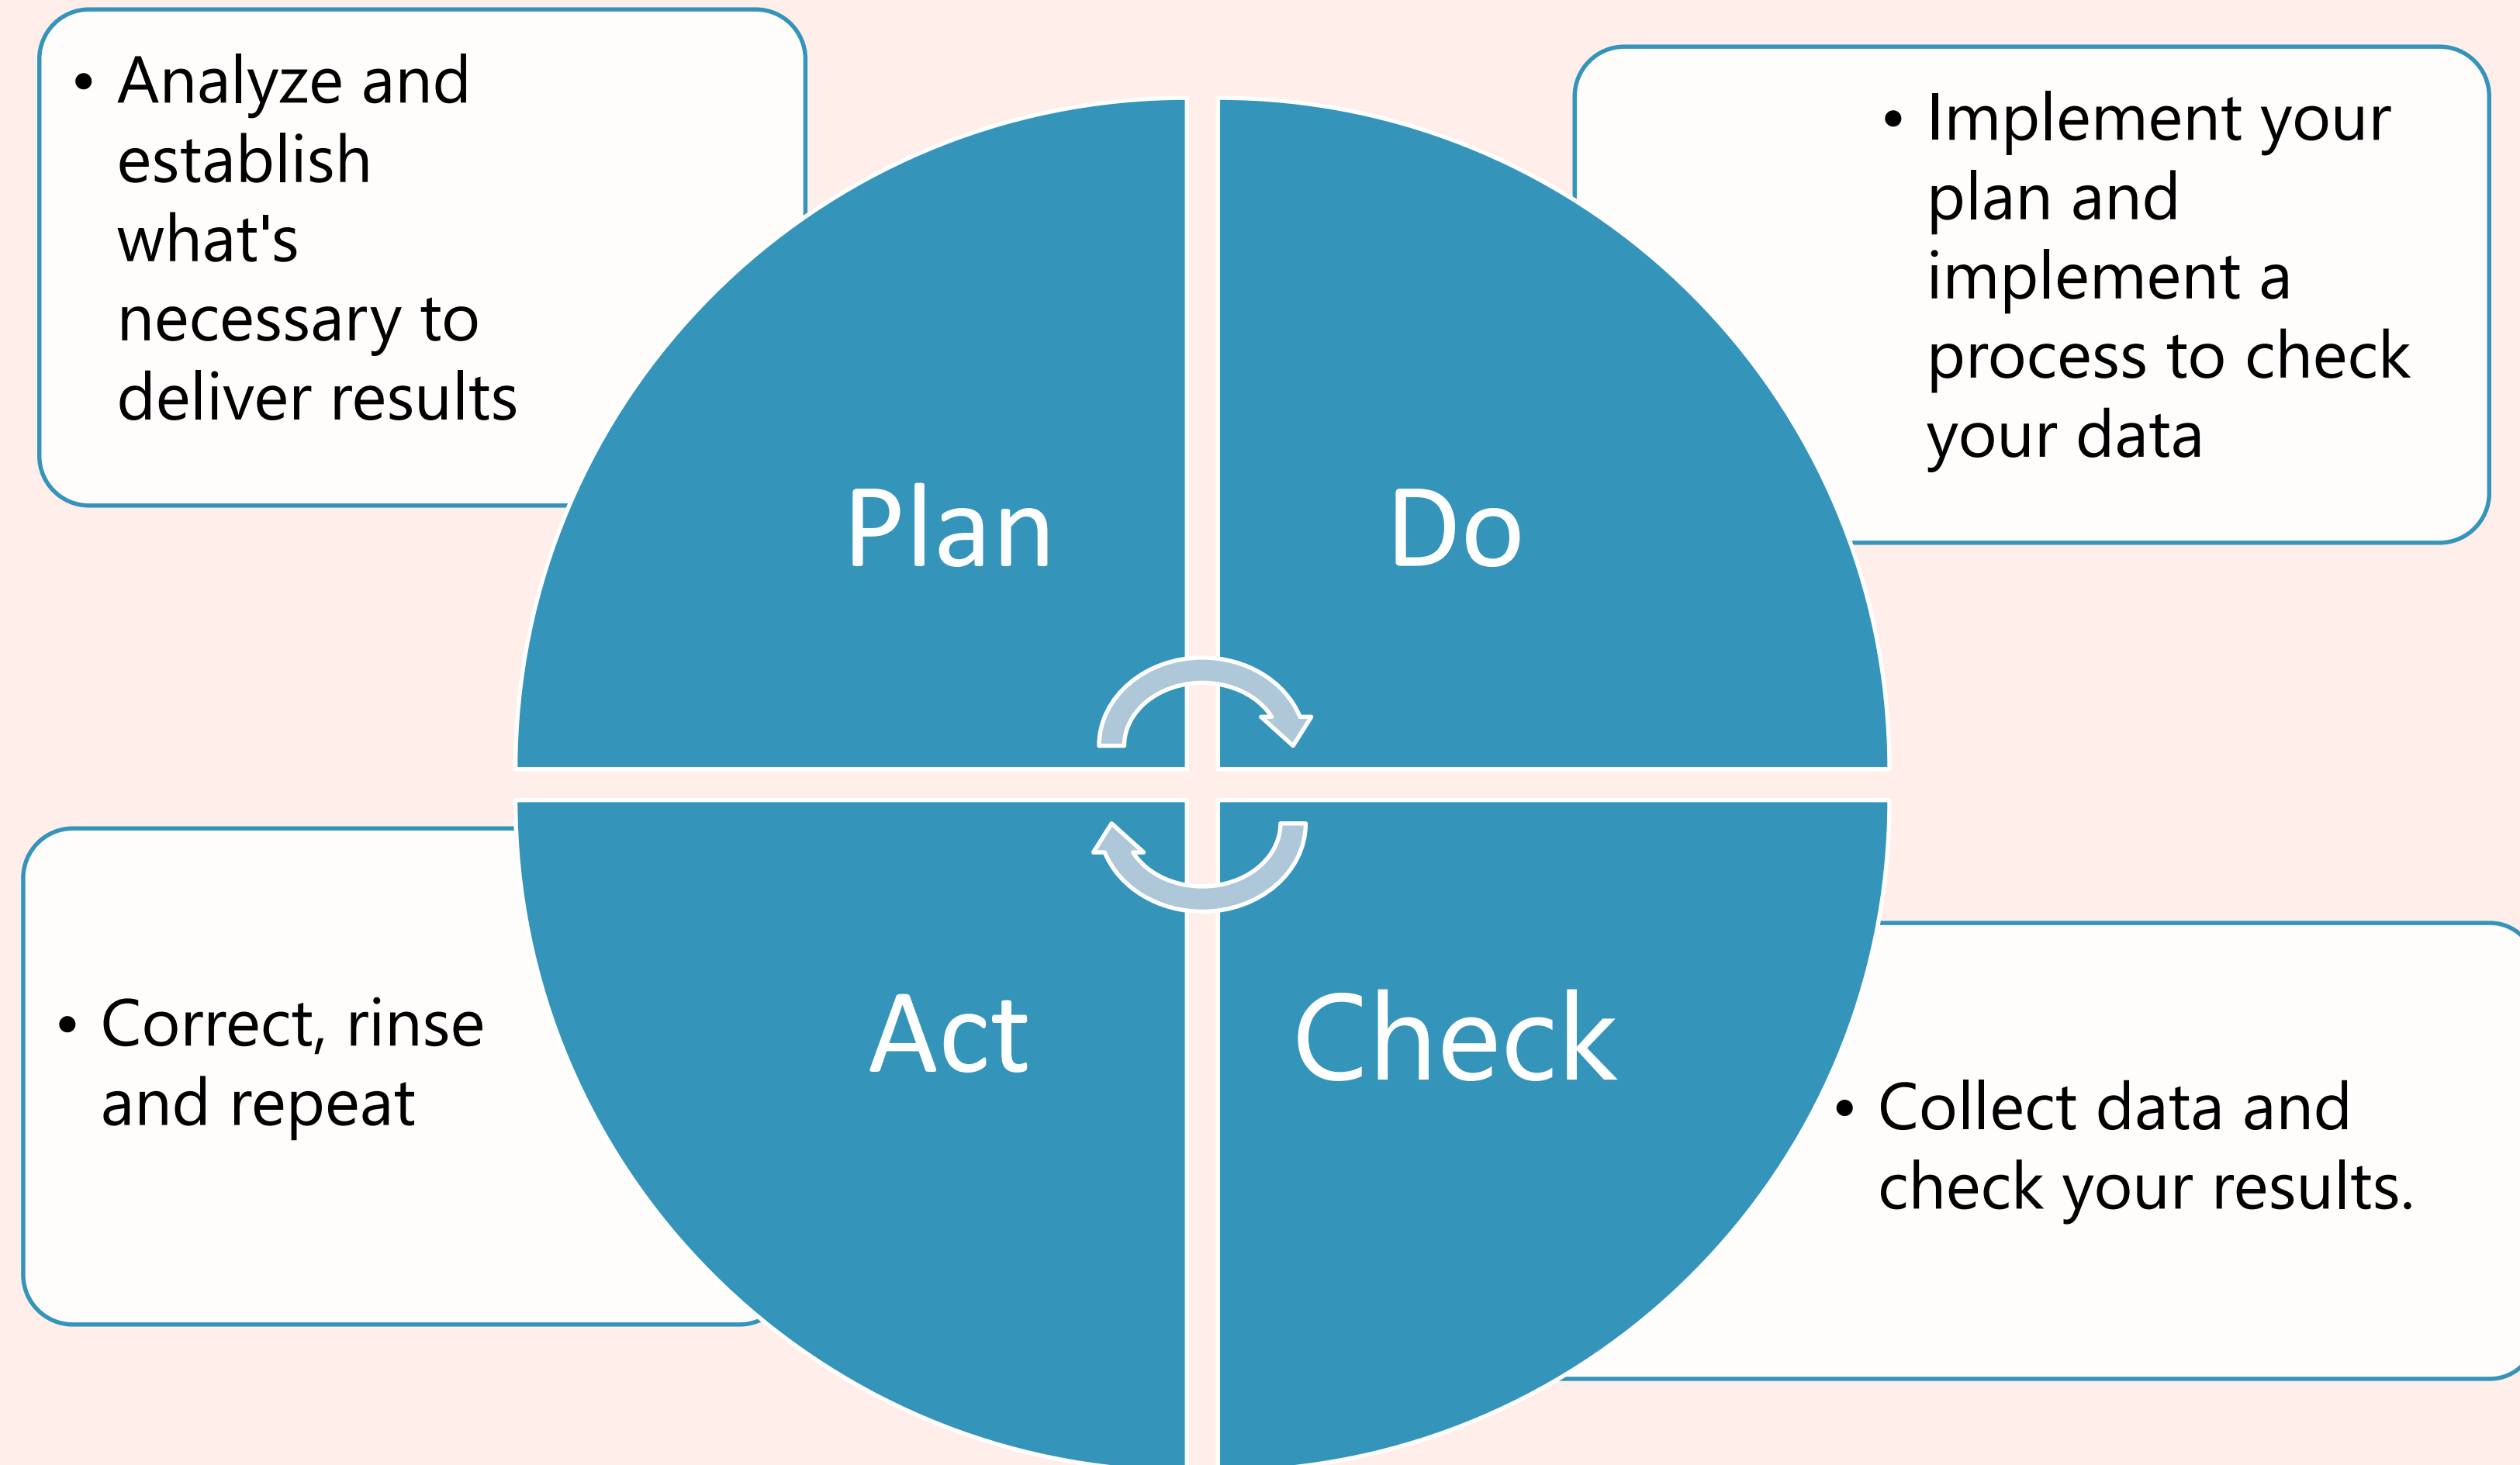 • Analyze and
establish
what's
necessary to
deliver results
Plan
Do
• Implement your
plan and
implement a
process to check
your data
Act
• Correct, rinse
and repeat
Check
• Collect data and
check your results.